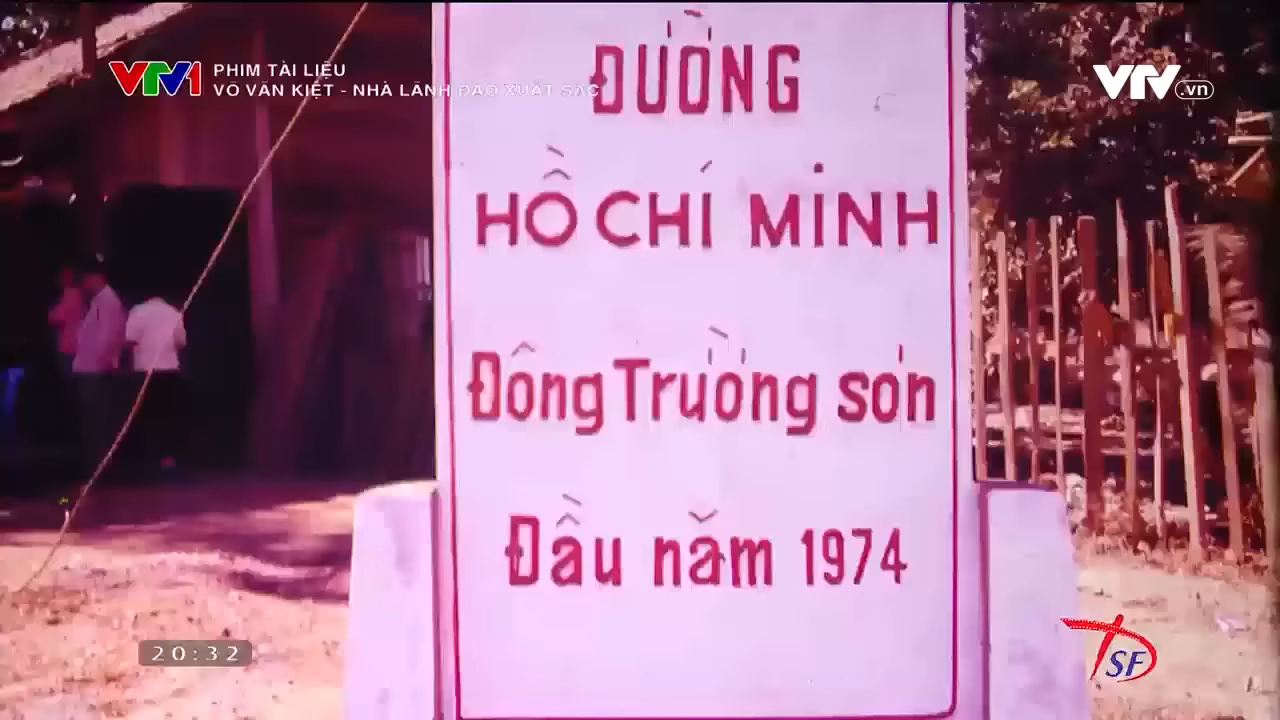 VTV1 PHIM TÀI LIỆU
VÕ VĂN KIỆT - NHÀ LÃNH ĐẠO XUẤT SẮC
VTV.vn
ĐƯỜNG
HỒ CHÍ MINH
Đông Trường sơn
Đầu năm 1974
20:32
TSF